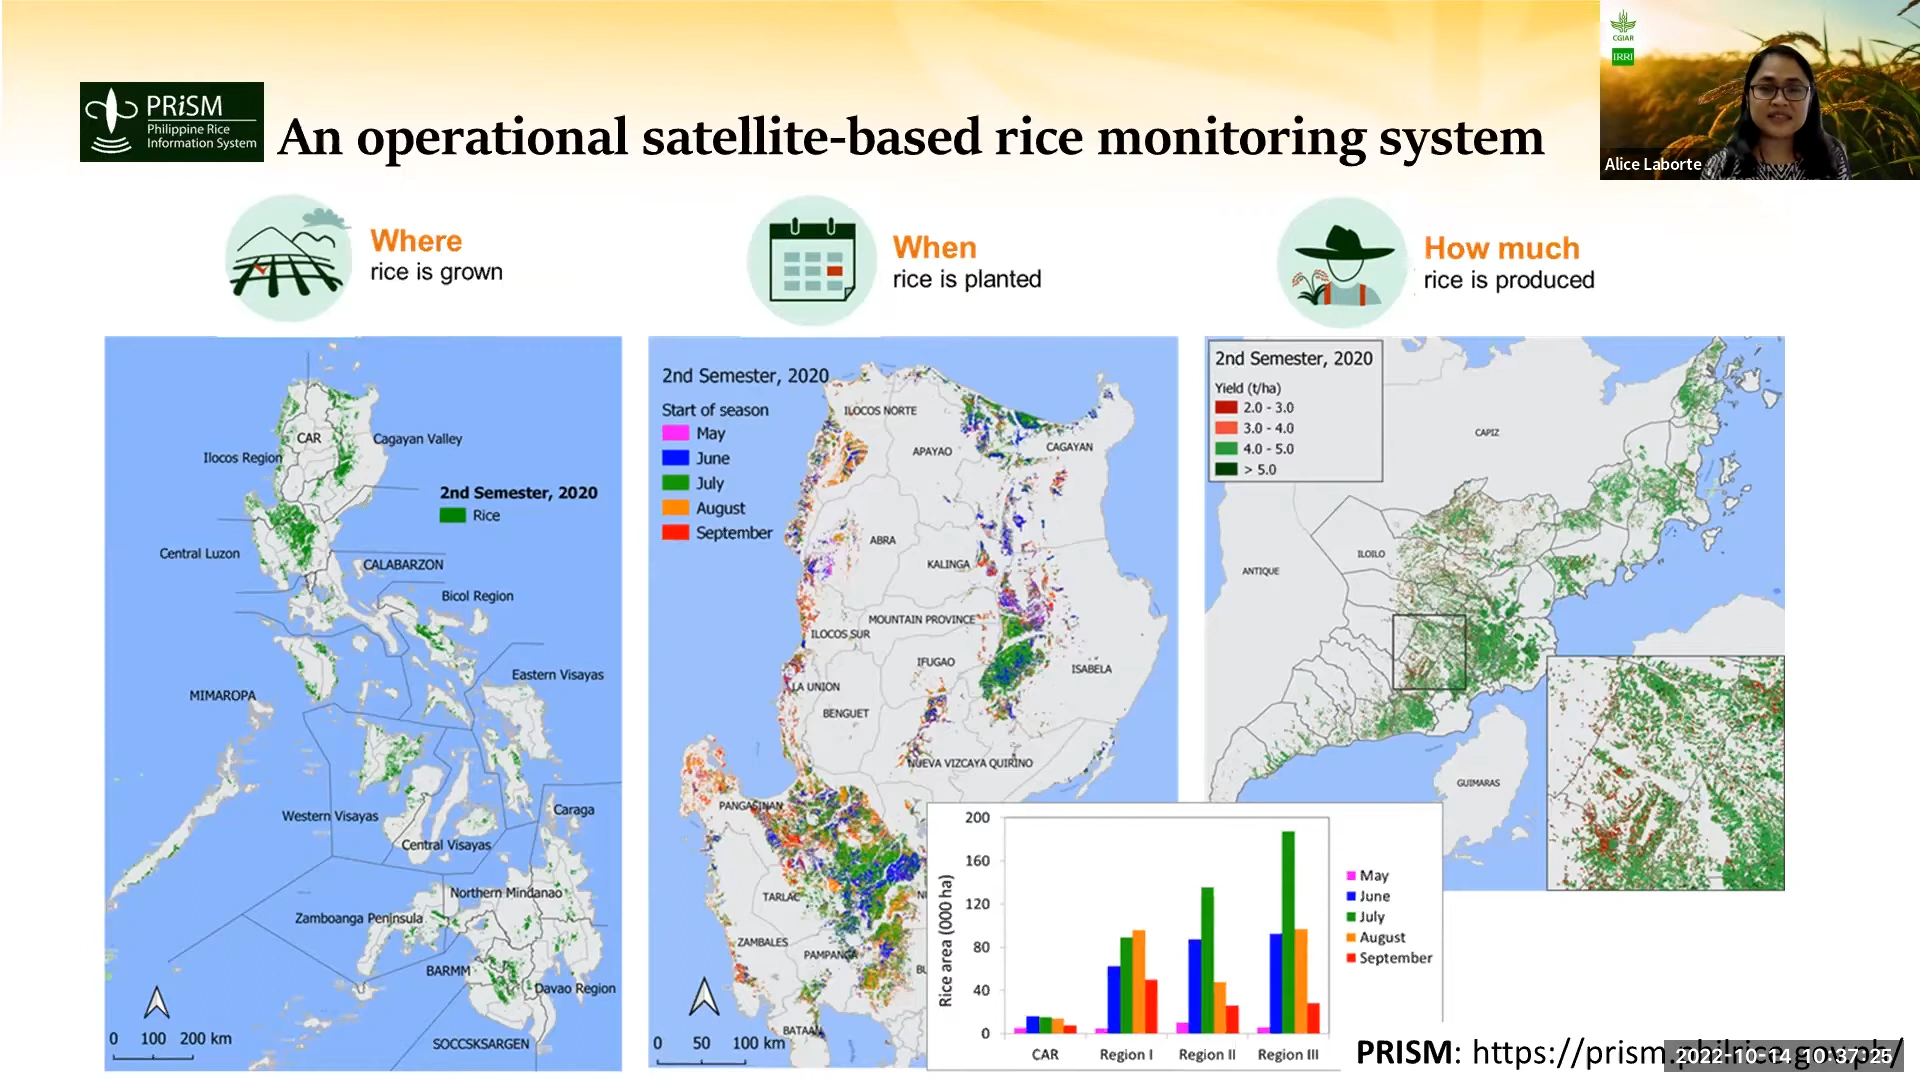 CGIAR
IRRI
Alice Laborte
PRiSM
Philippine Rice
Information System
An operational satellite-based rice monitoring system
Where
rice is grown
When
rice is planted
How much
rice is produced
CAR
Cagayan Valley
Ilocos Region
2nd Semester, 2020
Rice
Central Luzon
CALABARZON
Bicol Region
Eastern Visayas
MIMAROPA
Western Visayas
Caraga
Central Visayas
Northern Mindanao
Zamboanga Peninsula
BARMM
Davao Region
SOCCSKSARGEN
0 100 200 km
2nd Semester, 2020
Start of season
May
June
July
August
September
ILOCOS NORTE
APAYAO
CAGAYAN
ABRA
KALINGA
MOUNTAIN PROVINCE
ILOCOS SUR
IFUGAO
ISABELA
LA UNION
BENGUET
NUEVA VIZCAYA QUIRINO
PANGASINAN
TARLAC
ZAMBALES
PAMPANGA
BATAAN
0 50 100 km
2nd Semester, 2020
Yield (t/ha)
2.0 - 3.0
3.0 - 4.0
4.0 - 5.0
> 5.0
CAPIZ
ILOILO
ANTIQUE
GUIMARAS
Rice area (000 ha)
200
160
120
80
40
0
CAR Region I Region II Region III
May
June
July
August
September
PRISM: https://prism.philrice.gov.ph/
2022-10-14 10:37:25